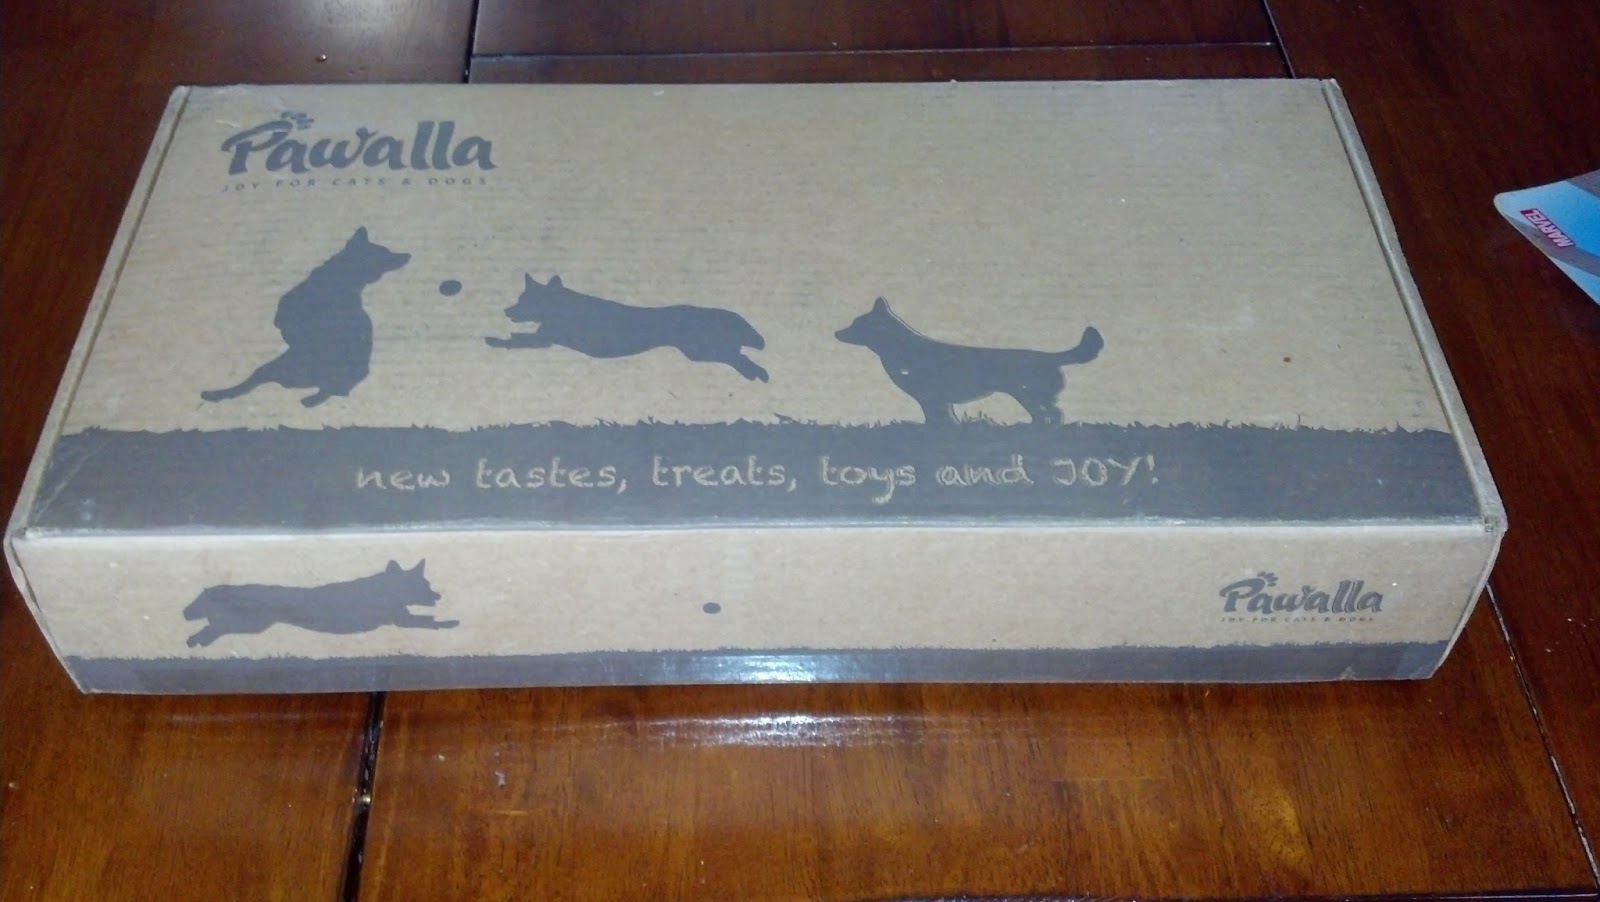 Pawalla
JOY FOR CATS & DOGS
MARVEL
new tastes, treats, toys and JOY!
Pawalla
JOY FOR CATS & DOGS